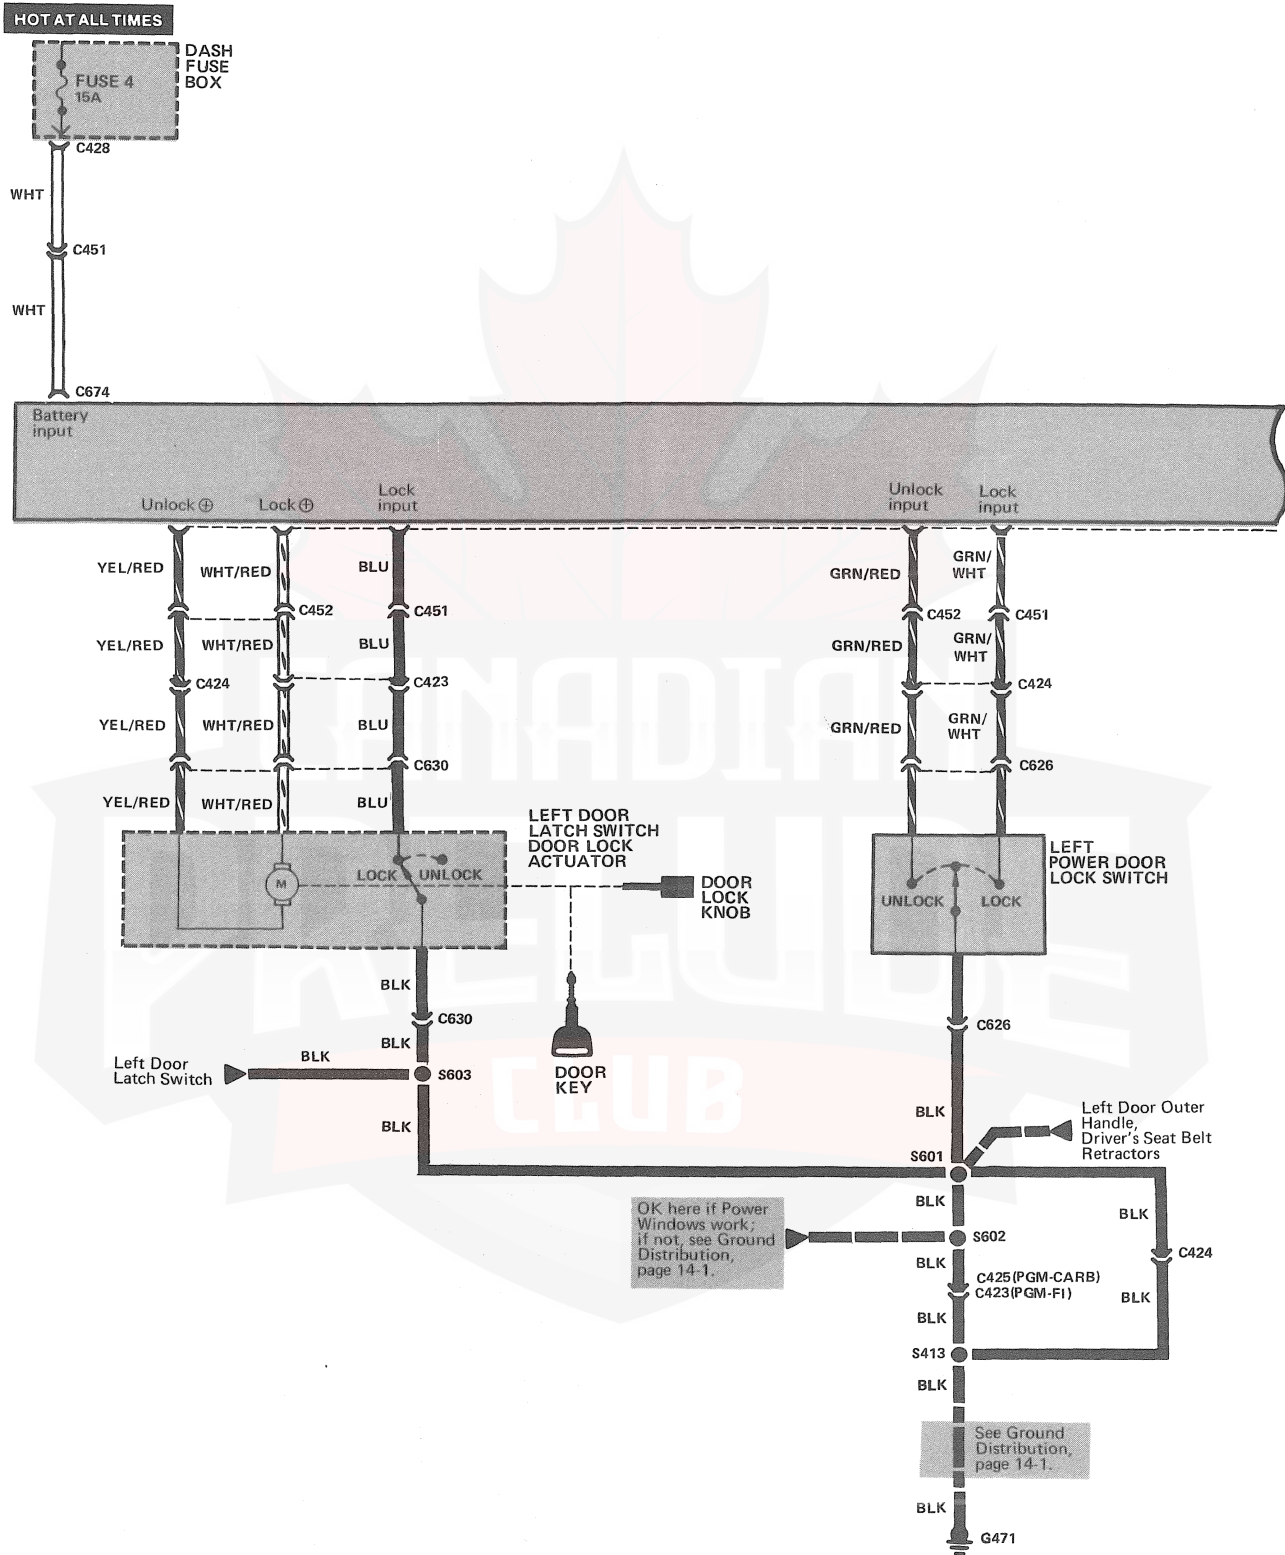 HOT AT ALL TIMES
DASH
FUSE
BOX
FUSE 4
15A
C428
WHT
C451
WHT
C674
Battery
input
Unlock ⊕
Lock ⊕
Lock
input
Unlock
input
Lock
input
YEL/RED
WHT/RED
BLU
GRN/RED
GRN/
WHT
C452
C451
C452
C451
YEL/RED
WHT/RED
BLU
GRN/RED
GRN/
WHT
C424
C423
C424
YEL/RED
WHT/RED
BLU
GRN/RED
GRN/
WHT
C630
C626
YEL/RED
WHT/RED
BLU
LEFT DOOR
LATCH SWITCH
DOOR LOCK
ACTUATOR
M
LOCK
UNLOCK
DOOR
LOCK
KNOB
LEFT
POWER DOOR
LOCK SWITCH
UNLOCK
LOCK
BLK
C630
BLK
C626
Left Door
Latch Switch
BLK
S603
DOOR
KEY
BLK
BLK
Left Door Outer
Handle,
Driver's Seat Belt
Retractors
S601
BLK
OK here if Power
Windows work;
if not, see Ground
Distribution,
page 14-1.
S602
BLK
C424
BLK
C425(PGM-CARB)
C423(PGM-FI)
BLK
BLK
S413
BLK
See Ground
Distribution,
page 14-1.
BLK
G471
CANADIAN
PRELUDE
CLUB